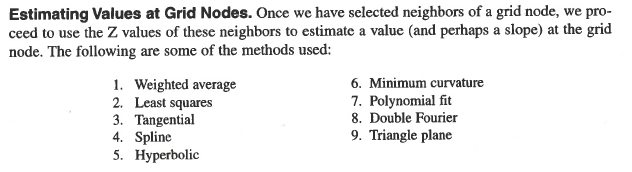 Estimating Values at Grid Nodes. Once we have selected neighbors of a grid node, we pro-
ceed to use the Z values of these neighbors to estimate a value (and perhaps a slope) at the grid
node. The following are some of the methods used:
1. Weighted average
2. Least squares
3. Tangential
4. Spline
5. Hyperbolic
6. Minimum curvature
7. Polynomial fit
8. Double Fourier
9. Triangle plane